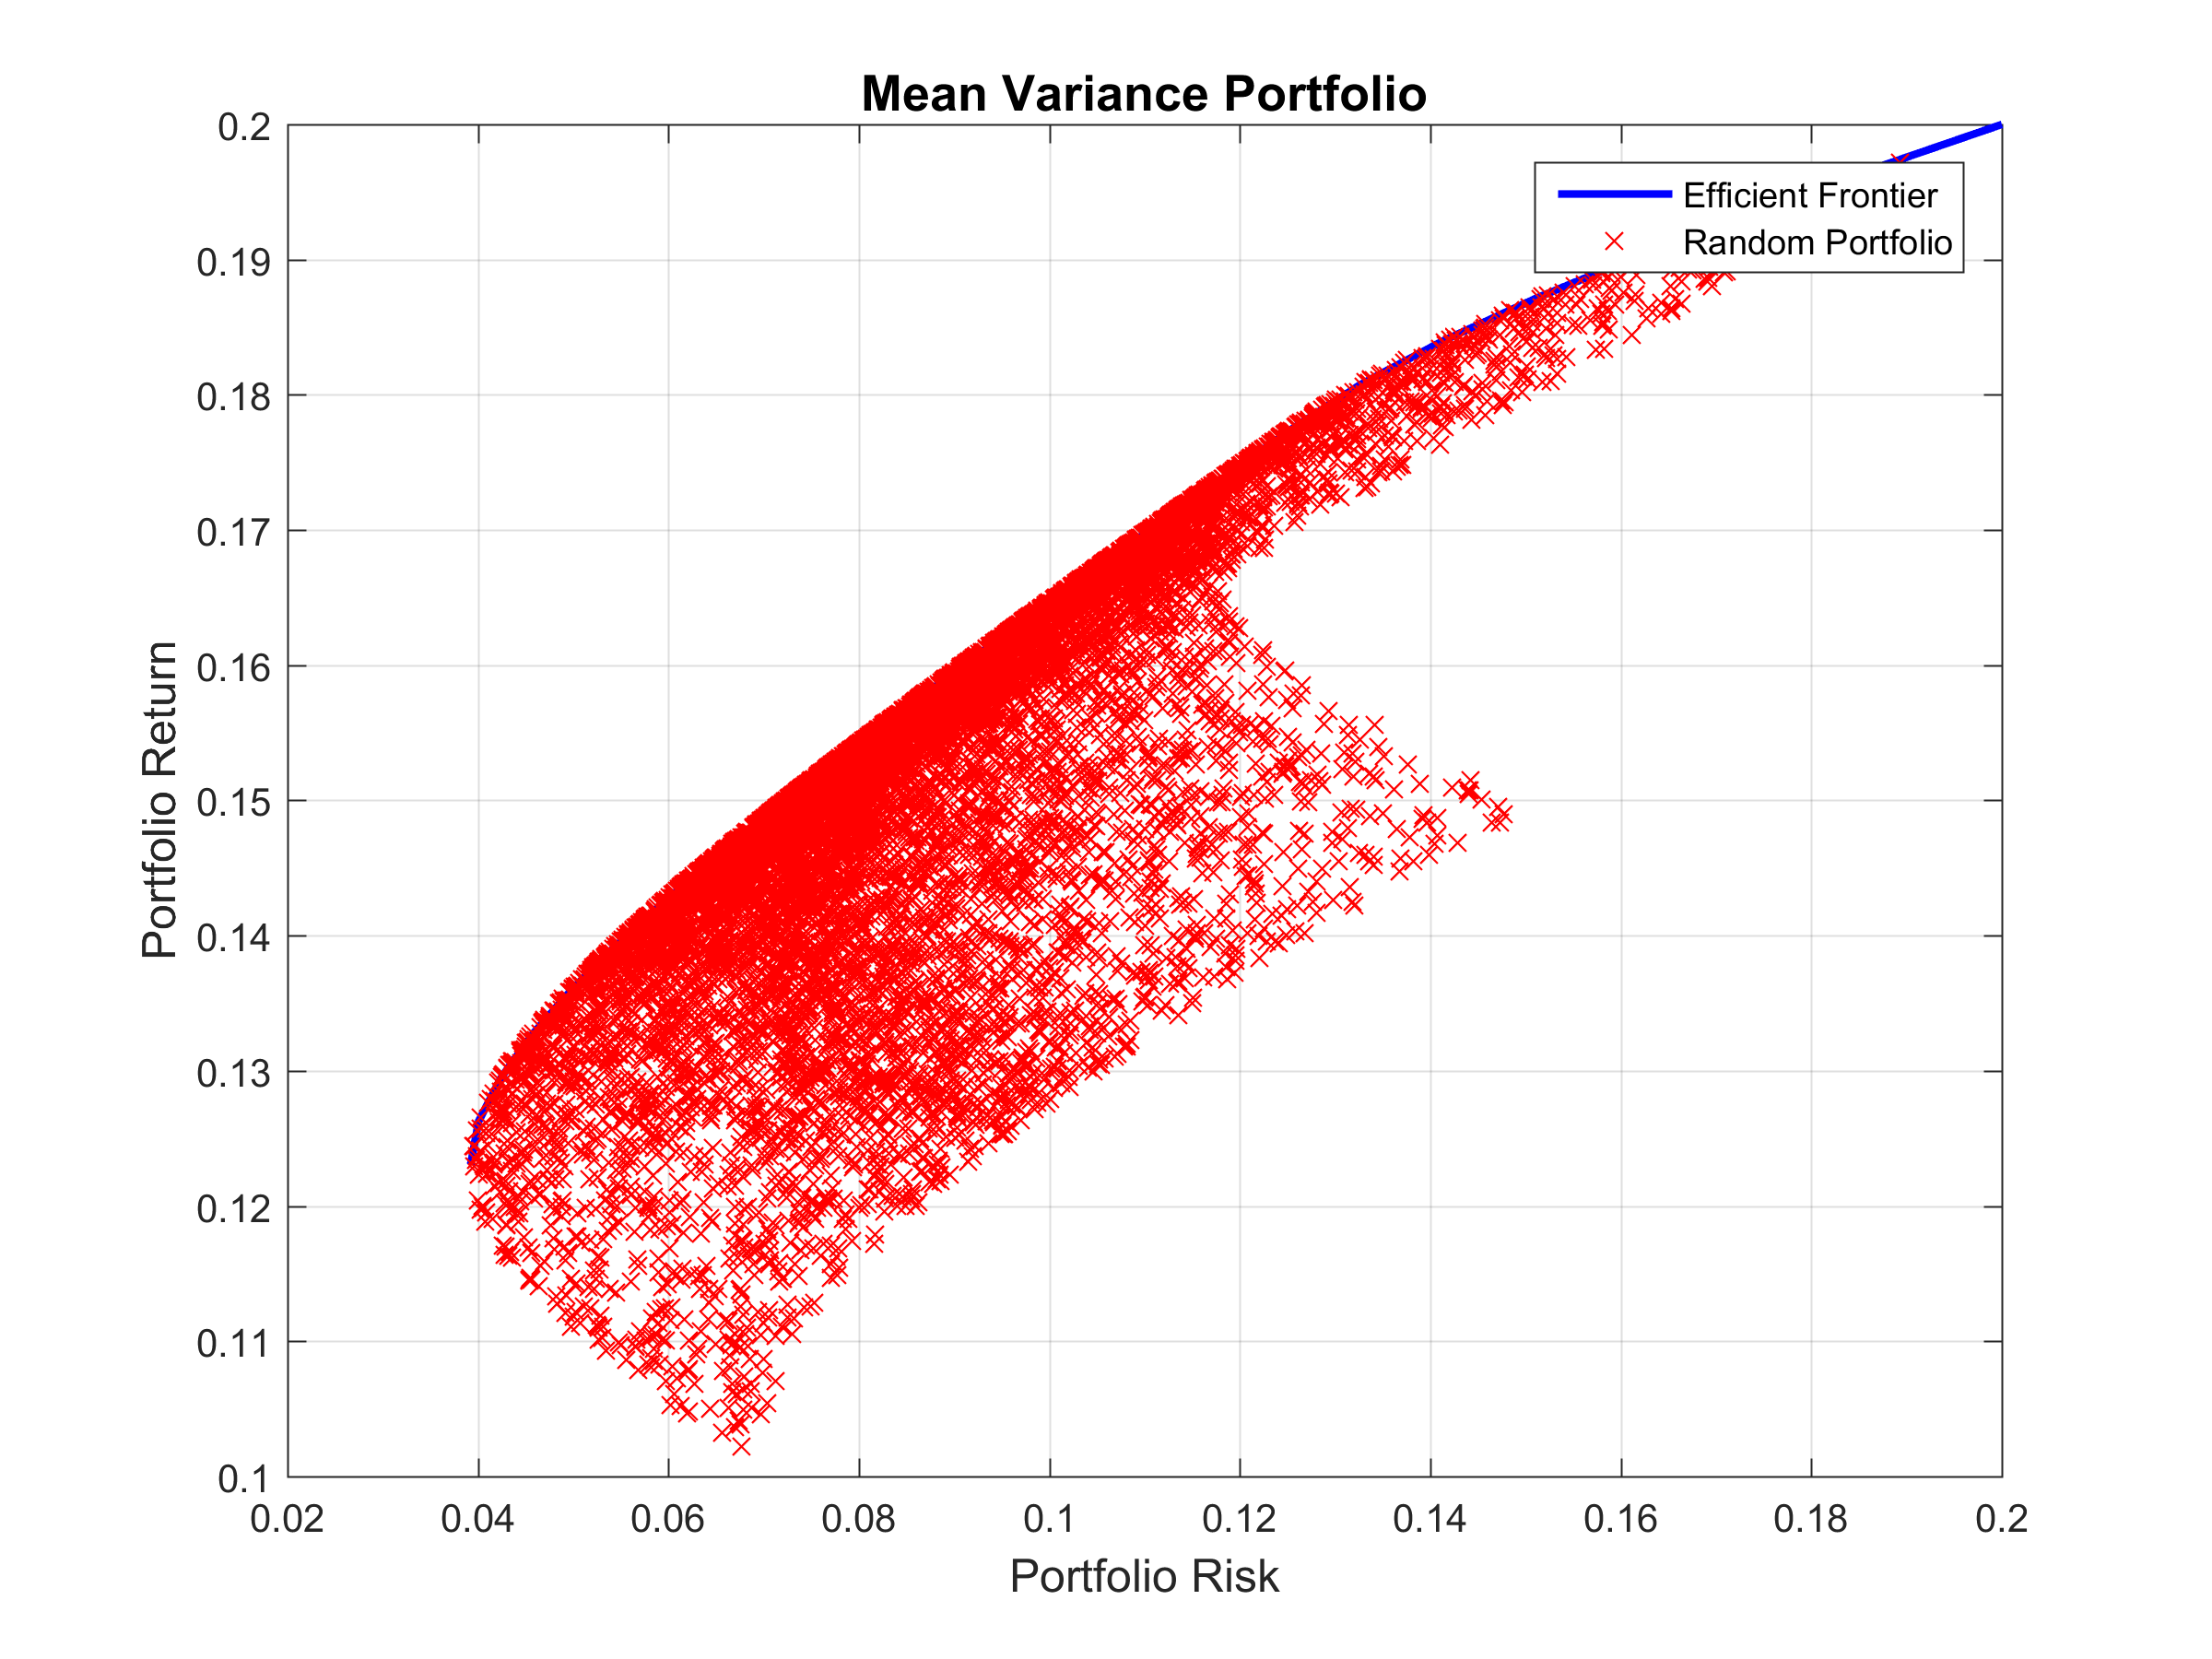 Mean Variance Portfolio
0.2
0.19
0.18
0.17
0.16
0.15
0.14
0.13
0.12
0.11
0.1
Portfolio Return
Efficient Frontier
Random Portfolio
0.02 0.04 0.06 0.08 0.1 0.12 0.14 0.16 0.18 0.2
Portfolio Risk